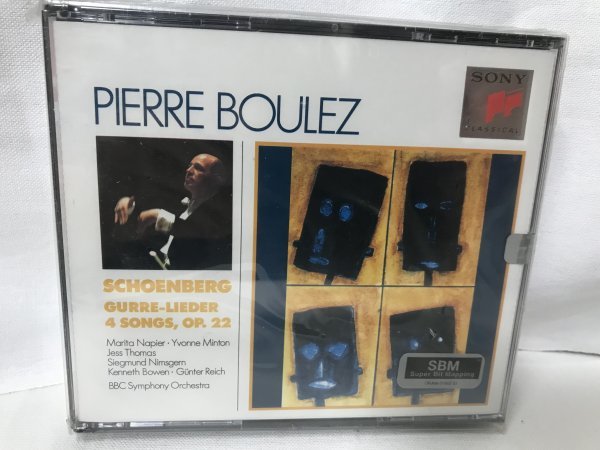 PIERRE BOULEZ
SONY
CLASSICAL
SCHOENBERG
GURRE-LIEDER
4 SONGS, OP. 22
Marita Napier · Yvonne Minton
Jess Thomas
Siegmund Nimsgern
Kenneth Bowen · Günter Reich
BBC Symphony Orchestra
SBM
Super Bit Mapping